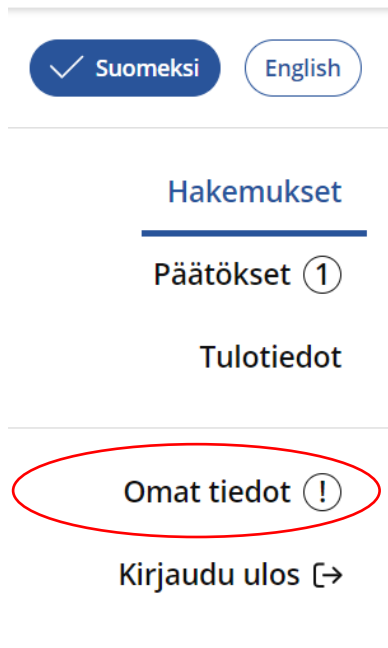 Suomeksi English
Hakemukset
Päätökset 1
Tulotiedot
Omat tiedot !
Kirjaudu ulos